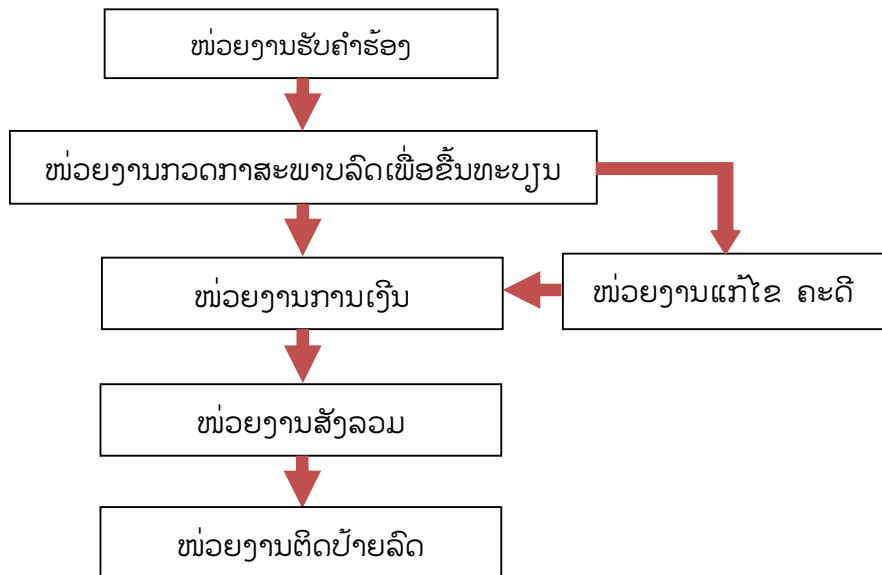 ໜ່ວຍງານຮັບຄຳຮ້ອງ
ໜ່ວຍງານກວດກາສະພາບລົດເພື່ອຂື້ນທະບຽນ
ໜ່ວຍງານການເງີນ
ໜ່ວຍງານແກ້ໄຂ ຄະດີ
ໜ່ວຍງານສັງລວມ
ໜ່ວຍງານຕິດປ້າຍລົດ